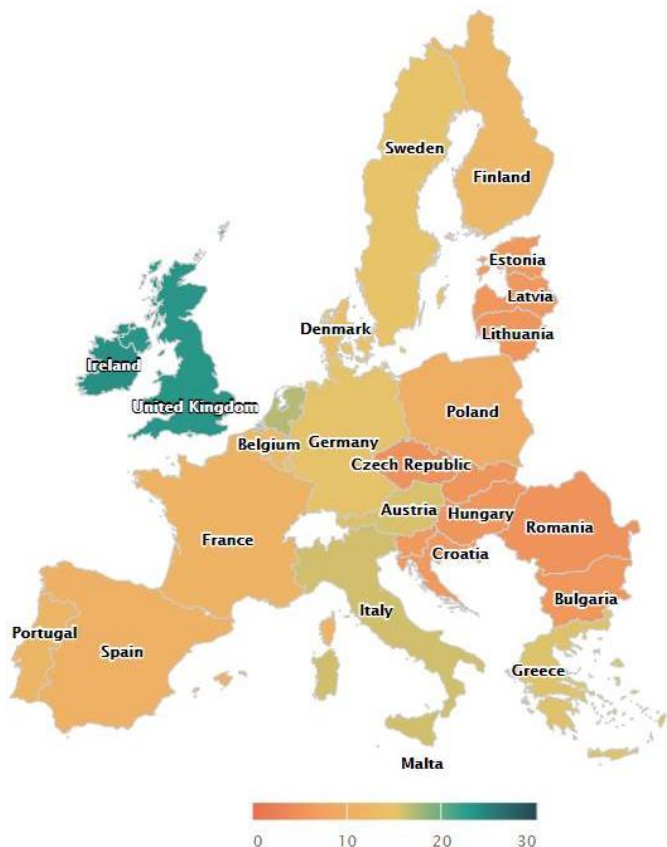 Sweden
Finland
Estonia
Latvia
Lithuania
Denmark
Ireland
United Kingdom
Poland
Belgium
Germany
Czech Republic
Austria
Hungary
Romania
France
Croatia
Bulgaria
Italy
Portugal
Spain
Greece
Malta
0 10 20 30